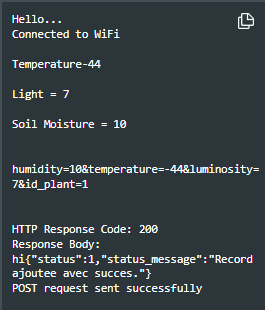 Hello...
Connected to WiFi
Temperature-44
Light = 7
Soil Moisture = 10
humidity=10&temperature=-44&luminosity=
7&id_plant=1
HTTP Response Code: 200
Response Body:
hi{"status":1,"status_message":"Record
ajoutee avec succes."}
POST request sent successfully